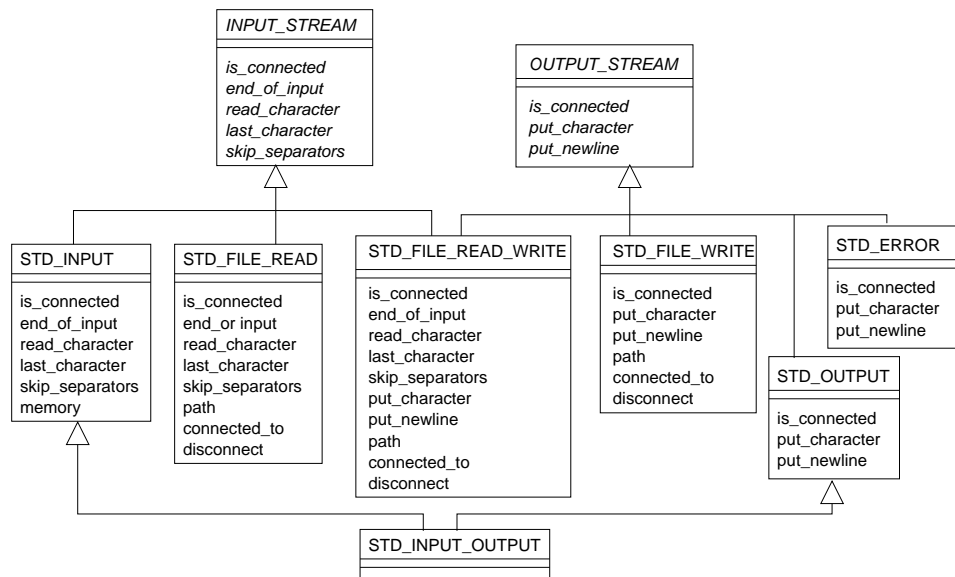 INPUT_STREAM
is_connected
end_of_input
read_character
last_character
skip_separators
OUTPUT_STREAM
is_connected
put_character
put_newline
STD_INPUT
is_connected
end_of_input
read_character
last_character
skip_separators
memory
STD_FILE_READ
is_connected
end_or input
read_character
last_character
skip_separators
path
connected_to
disconnect
STD_FILE_READ_WRITE
is_connected
end_of_input
read_character
last_character
skip_separators
put_character
put_newline
path
connected_to
disconnect
STD_FILE_WRITE
is_connected
put_character
put_newline
path
connected_to
disconnect
STD_ERROR
is_connected
put_character
put_newline
STD_OUTPUT
is_connected
put_character
put_newline
STD_INPUT_OUTPUT